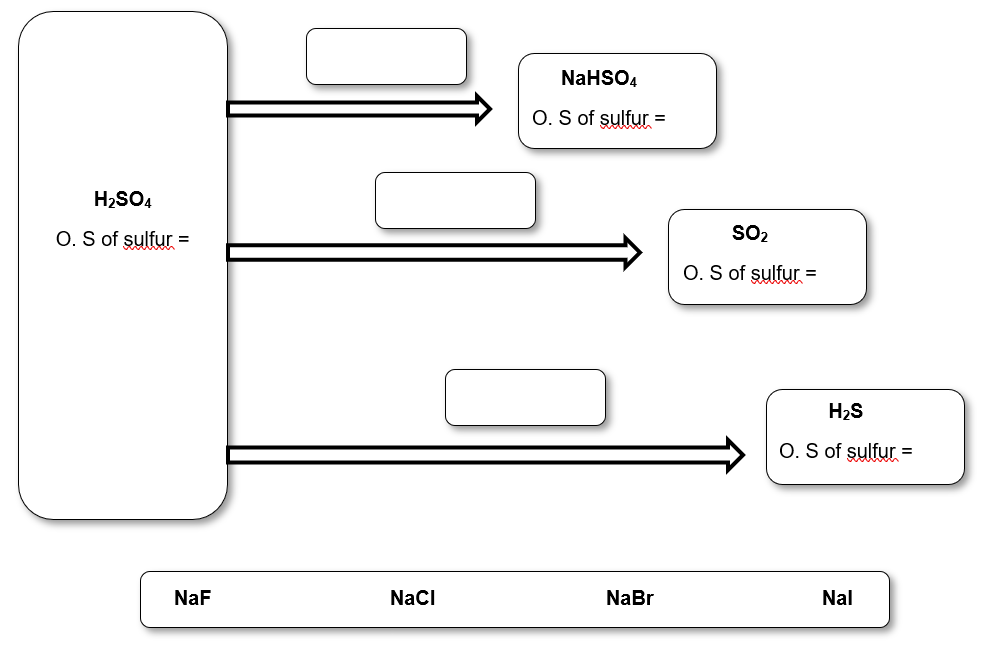 NaHSO₄
O. S of sulfur =
H₂SO₄
O. S of sulfur =
SO₂
O. S of sulfur =
H₂S
O. S of sulfur =
NaF NaCl NaBr NaI